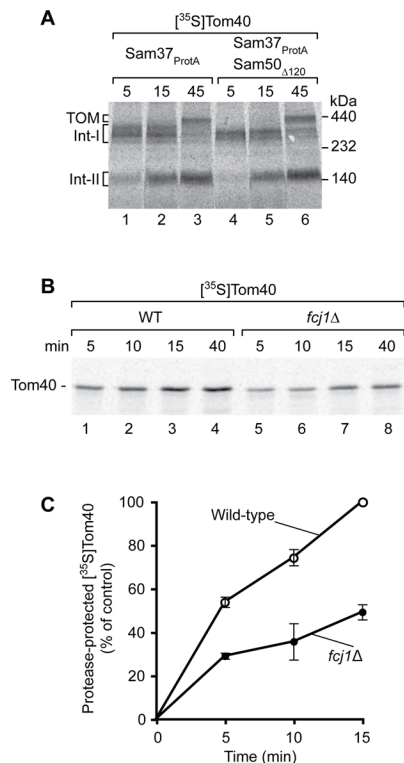 A
[³⁵S]Tom40
Sam37ProtA
Sam37ProtA
Sam50Δ120
5 15 45 5 15 45 kDa
TOM
Int-I
Int-II
440
232
140
1 2 3 4 5 6
B
[³⁵S]Tom40
WT fcj1Δ
min 5 10 15 40 5 10 15 40
Tom40 -
1 2 3 4 5 6 7 8
C
Protease-protected [³⁵S]Tom40
(% of control)
100
80
60
40
20
0
Wild-type
fcj1Δ
0 5 10 15
Time (min)